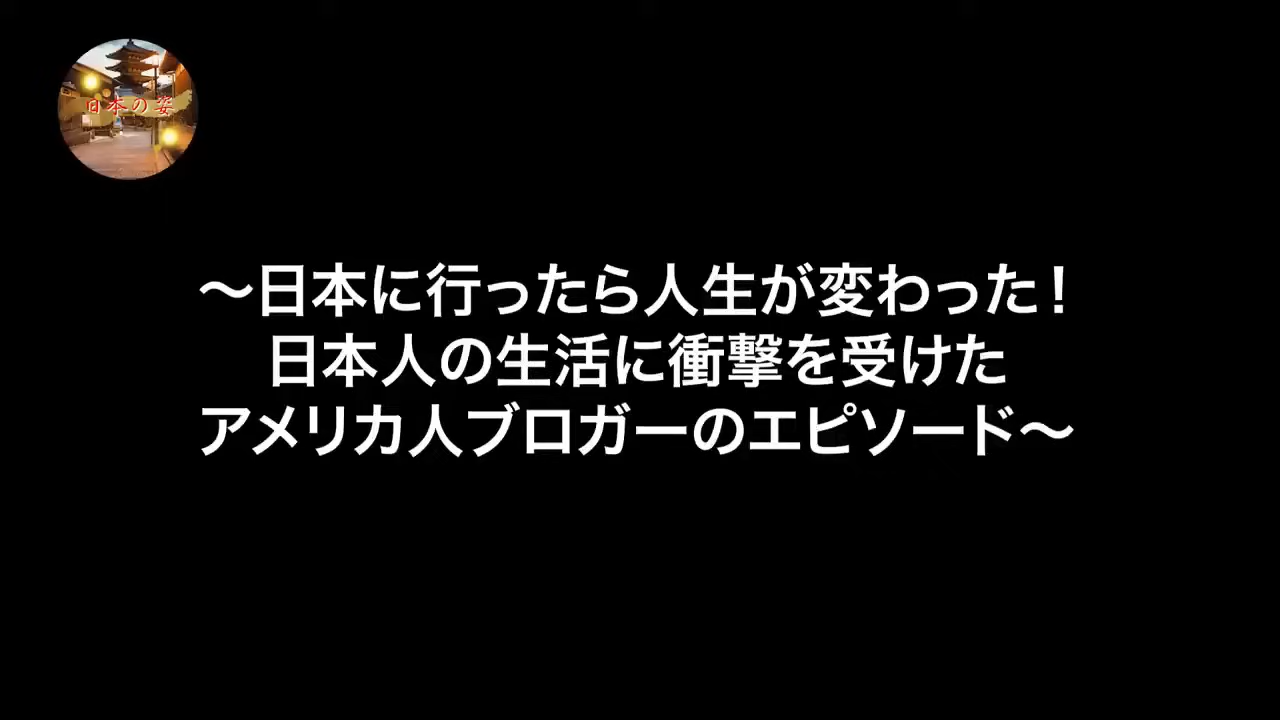 日本の姿
～日本に行ったら人生が変わった！
日本人の生活に衝撃を受けた
アメリカ人ブロガーのエピソード～